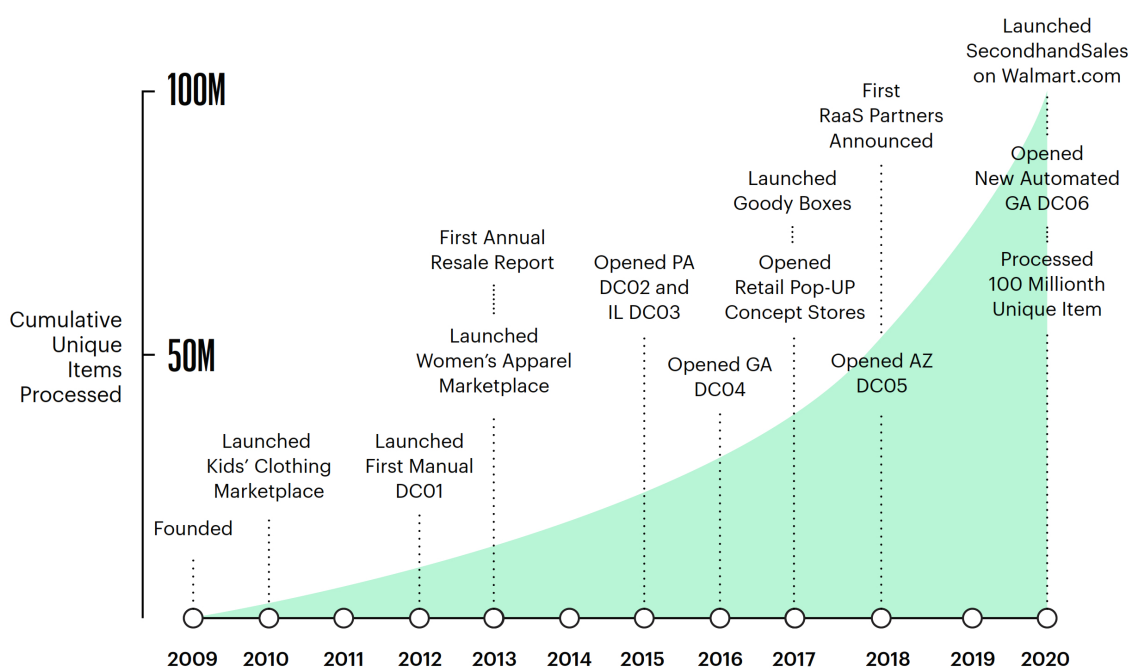 Cumulative
Unique
Items
Processed
100M
50M
Founded
Launched
Kids’ Clothing
Marketplace
Launched
First Manual
DC01
First Annual
Resale Report
Launched
Women’s Apparel
Marketplace
Opened PA
DC02 and
IL DC03
Opened GA
DC04
Launched
Goody Boxes
Opened
Retail Pop-UP
Concept Stores
First
RaaS Partners
Announced
Opened AZ
DC05
Launched
SecondhandSales
on Walmart.com
Opened
New Automated
GA DC06
Processed
100 Millionth
Unique Item
2009 2010 2011 2012 2013 2014 2015 2016 2017 2018 2019 2020